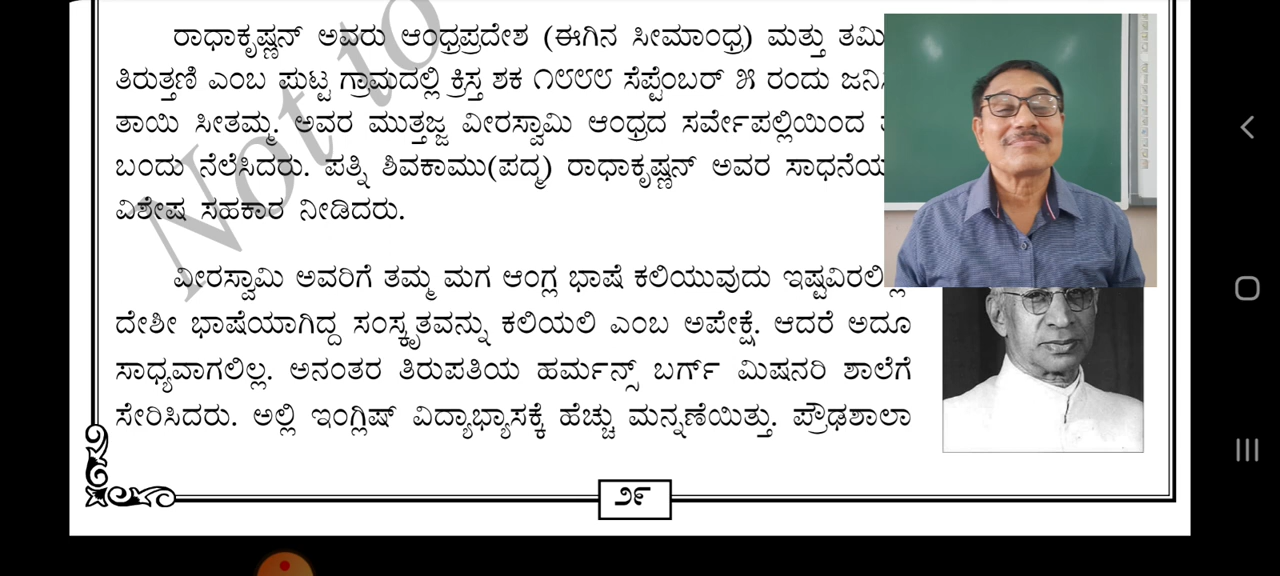 ರಾಧಾಕೃಷ್ಣನ್ ಅವರು ಆಂಧ್ರಪ್ರದೇಶ (ಈಗಿನ ಸೀಮಾಂಧ್ರ) ಮತ್ತು
ತಿರುತ್ತಣಿ ಎಂಬ ಪುಟ್ಟ ಗ್ರಾಮದಲ್ಲಿ ಕ್ರಿಸ್ತ ಶಕ ೧೮೮೮ ಸೆಪ್ಟೆಂಬರ್ ೫ ರಂದು
ತಾಯಿ ಸೀತಮ್ಮ. ಅವರ ಮುತ್ತಜ್ಜ ವೀರಸ್ವಾಮಿ ಆಂಧ್ರದ ಸರ್ವೇಪಲ್ಲಿಯಿಂದ
ಬಂದು ನೆಲೆಸಿದರು. ಪತ್ನಿ ಶಿವಕಾಮು(ಪದ್ಮ) ರಾಧಾಕೃಷ್ಣನ್ ಅವರ
ವಿಶೇಷ ಸಹಕಾರ ನೀಡಿದರು.
ವೀರಸ್ವಾಮಿ ಅವರಿಗೆ ತಮ್ಮ ಮಗ ಆಂಗ್ಲ ಭಾಷೆ ಕಲಿಯುವುದು ಇಷ್ಟವಿರಲಿಲ್ಲ
ದೇಶೀ ಭಾಷೆಯಾಗಿದ್ದ ಸಂಸ್ಕೃತವನ್ನು ಕಲಿಯಲಿ ಎಂಬ ಅಪೇಕ್ಷೆ. ಆದರೆ ಅದೂ
ಸಾಧ್ಯವಾಗಲಿಲ್ಲ. ಅನಂತರ ತಿರುಪತಿಯ ಹರ್ಮನ್ಸ್ ಬರ್ಗ್ ಮಿಷನರಿ ಶಾಲೆಗೆ
ಸೇರಿಸಿದರು. ಅಲ್ಲಿ ಇಂಗ್ಲಿಷ್ ವಿದ್ಯಾಭ್ಯಾಸಕ್ಕೆ ಹೆಚ್ಚು ಮನ್ನಣೆಯಿತ್ತು. ಪ್ರೌಢಶಾಲಾ
೨೯
Not to